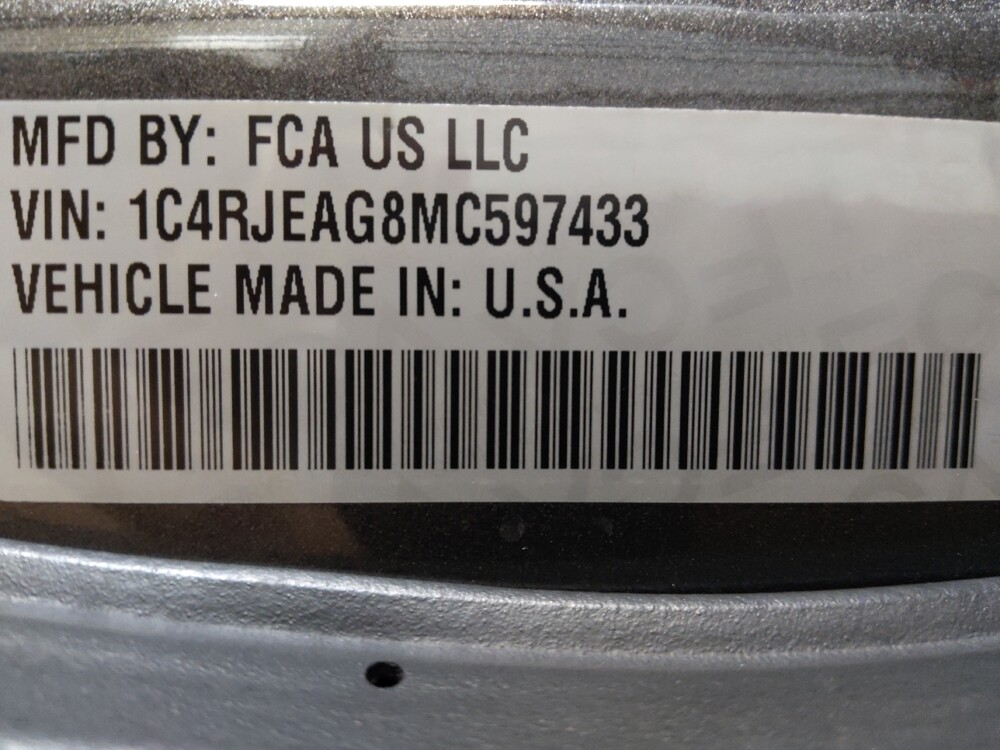 MFD BY: FCA US LLC
VIN: 1C4RJEAG8MC597433
VEHICLE MADE IN: U.S.A.